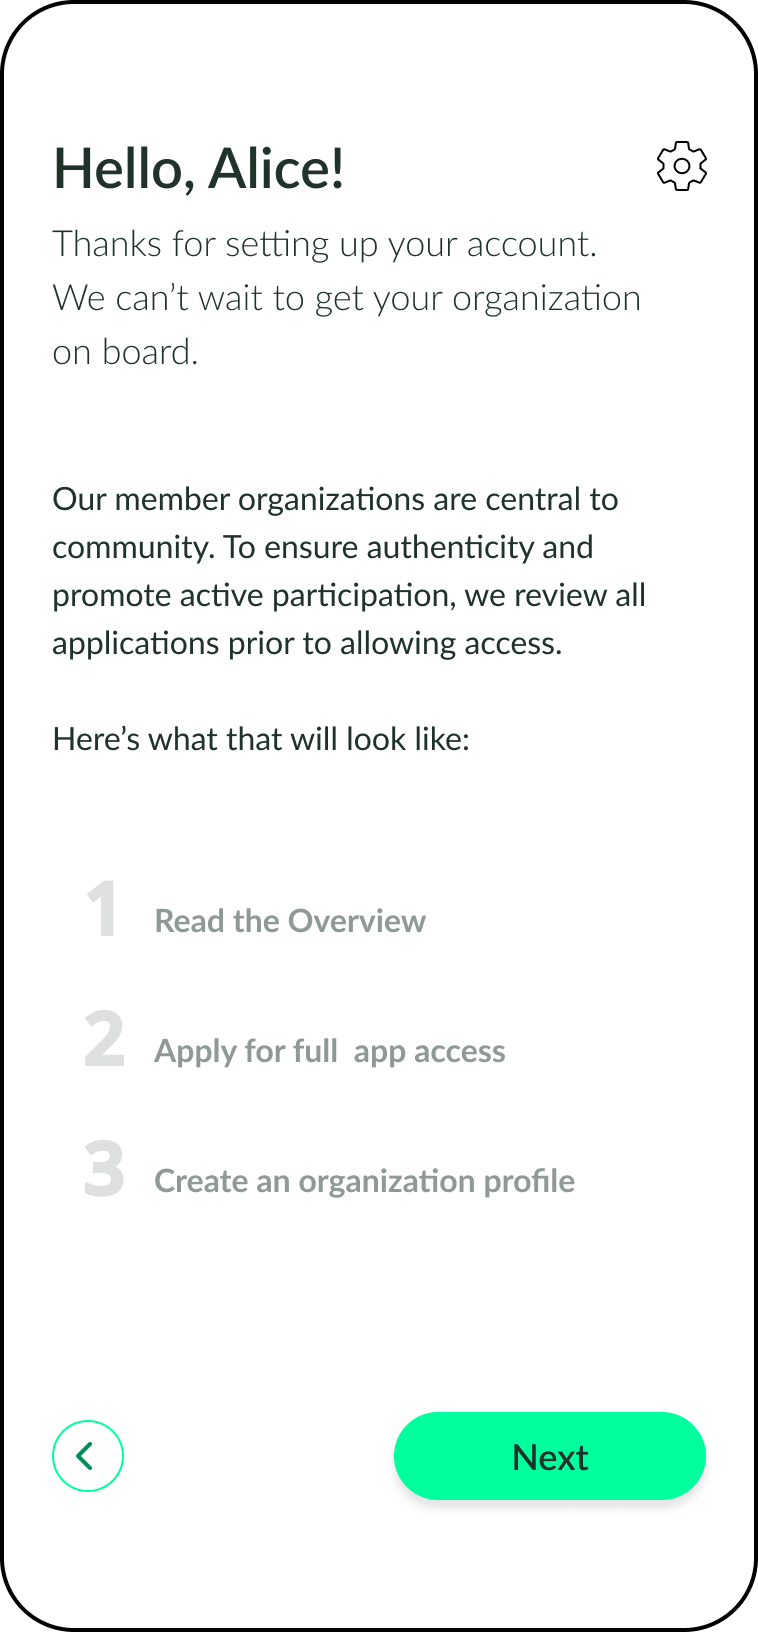 Hello, Alice!
Thanks for setting up your account.
We can’t wait to get your organization
on board.
Our member organizations are central to
community. To ensure authenticity and
promote active participation, we review all
applications prior to allowing access.
Here’s what that will look like:
1 Read the Overview
2 Apply for full  app access
3 Create an organization profile
Next